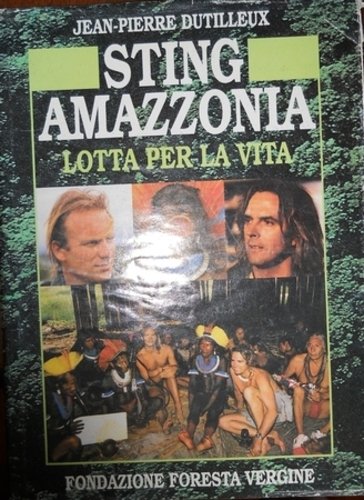 JEAN-PIERRE DUTILLEUX
STING
AMAZZONIA
LOTTA PER LA VITA
FONDAZIONE FORESTA VERGINE